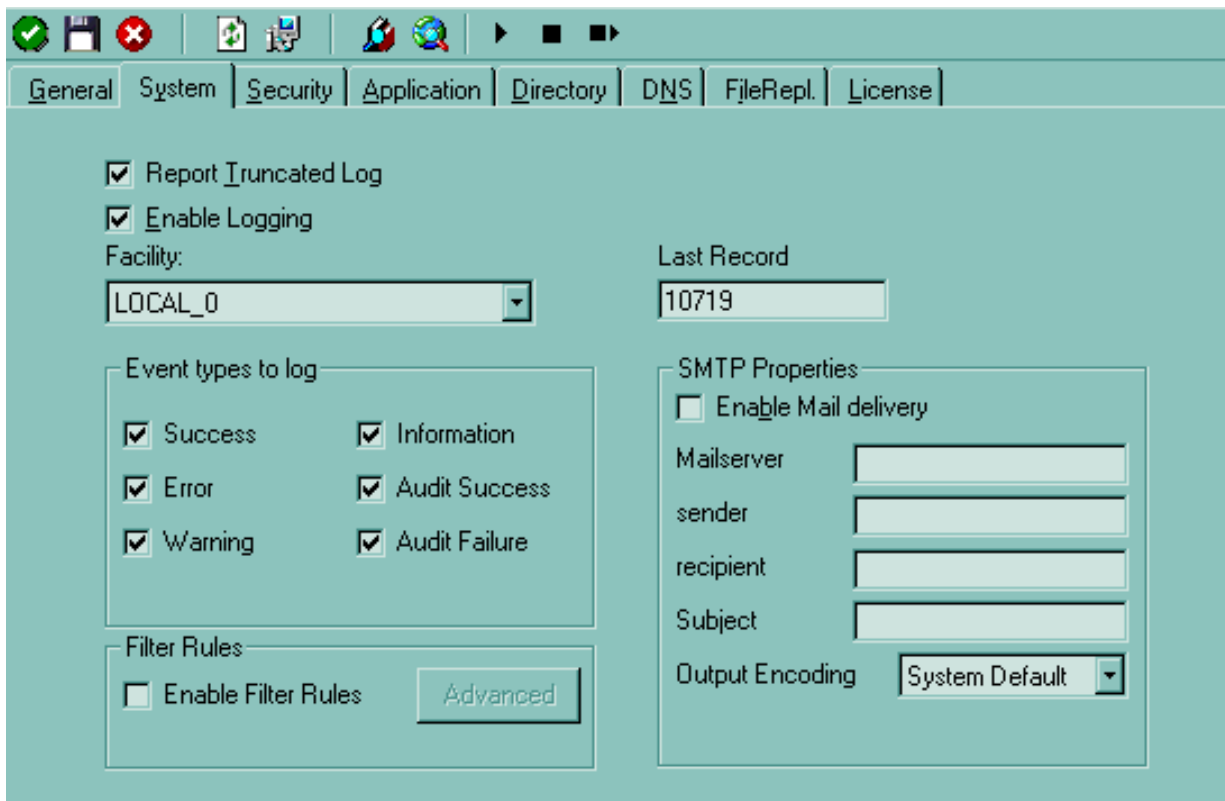 General System Security Application Directory DNS FileRepl. License
Report Truncated Log
Enable Logging
Facility:
LOCAL_0
Last Record
10719
Event types to log
Success
Information
Error
Audit Success
Warning
Audit Failure
Filter Rules
Enable Filter Rules
Advanced
SMTP Properties
Enable Mail delivery
Mailserver
sender
recipient
Subject
Output Encoding
System Default